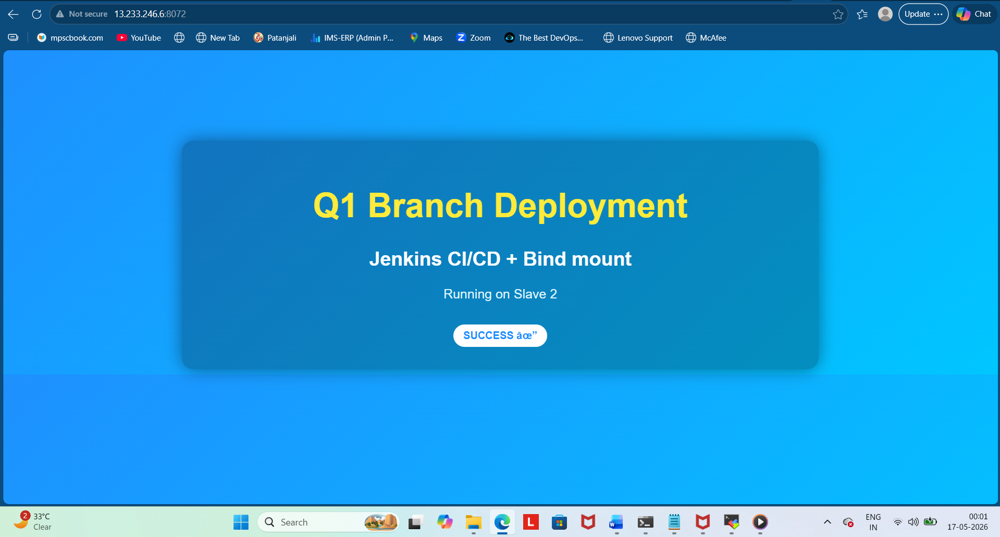 Not secure 13.233.246.6:8072
Update
Chat
mpscbook.com YouTube New Tab Patanjali IMS-ERP (Admin P... Maps Zoom The Best DevOps... Lenovo Support McAfee
Q1 Branch Deployment
Jenkins CI/CD + Bind mount
Running on Slave 2
SUCCESS âœ”
2
33°C
Clear
Search
L
W
ENG
IN
00:01
17-05-2026